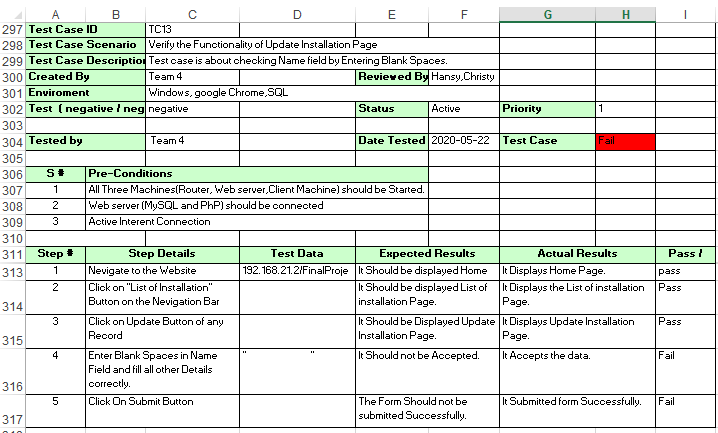 A B C D E F G H I
297 Test Case ID TC13
298 Test Case Scenario Verify the Functionality of Update Installation Page
299 Test Case Description Test case is about checking Name field by Entering Blank Spaces.
300 Created By Team 4 Reviewed By Hansy,Christy
301 Enviroment Windows, google Chrome,SQL
302 Test ( negative / neg negative Status Active Priority 1
303
304 Tested by Team 4 Date Tested 2020-05-22 Test Case Fail
305
306 S # Pre-Conditions
307 1 All Three Machines(Router, Web server,Client Machine) should be Started.
308 2 Web server (MySQL and PhP) should be connected
309 3 Active Interent Connection
310
311 Step # Step Details Test Data Expected Results Actual Results Pass /
313 1 Nevigate to the Website 192.168.21.2/FinalProje It Should be displayed Home It Displays Home Page. pass
2 Click on "List of Installation" It Should be displayed List of It Displays the List of installation Pass
314 Button on the Nevigation Bar installation Page. Page.
3 Click on Update Button of any It Should be Displayed Update It Displays Update Installation Pass
315 Record Installation Page. Page.
4 Enter Blank Spaces in Name " " It Should not be Accepted. It Accepts the data. Fail
Field and fill all other Details
316 correctly.
5 Click On Submit Button The Form Should not be It Submitted form Successfully. Fail
317 submitted Successfully.